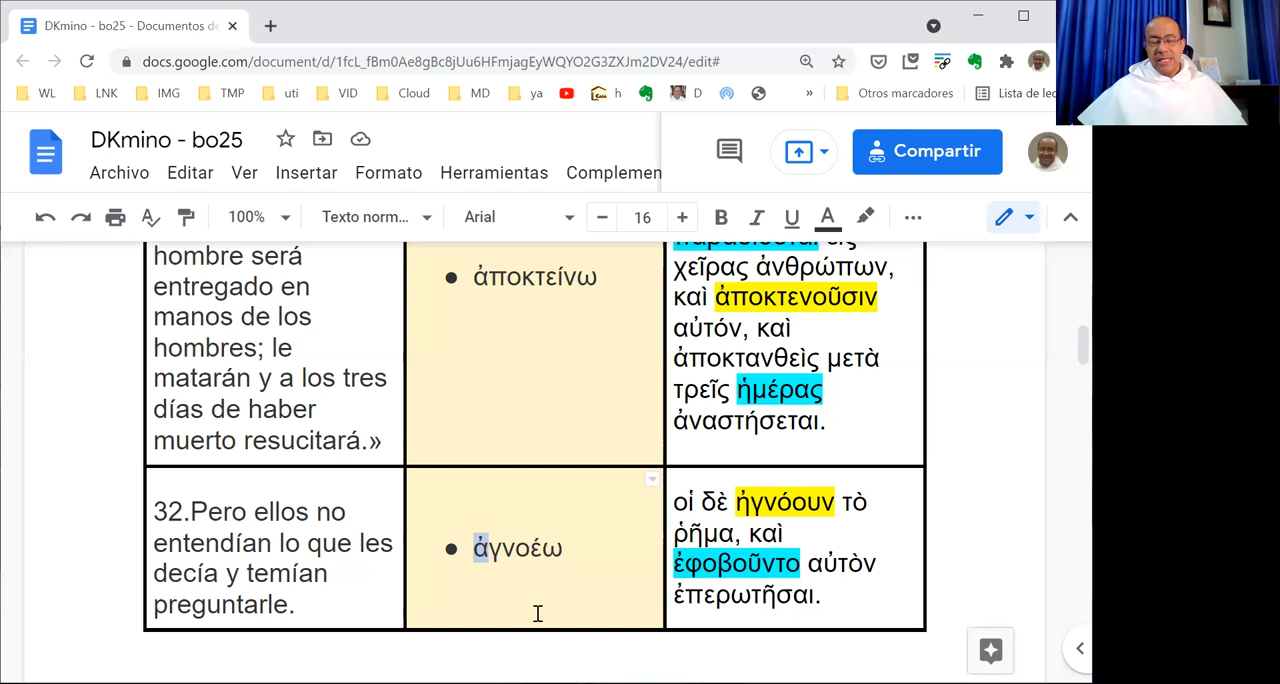 DKmino - bo25 - Documentos de
docs.google.com/document/d/1fcL_fBm0Ae8gBc8jUu6HFmjagEyWQYO2G3ZXJm2DV24/edit#
WL LNK IMG TMP uti VID Cloud MD ya h D » Otros marcadores Lista de lec
DKmino - bo25
Archivo Editar Ver Insertar Formato Herramientas Complemen
Compartir
100% Texto norm... Arial 16 B I U A
hombre será
entregado en
manos de los
hombres; le
matarán y a los tres
días de haber
muerto resucitará.»
ἀποκτείνω
χεῖρας ἀνθρώπων,
καὶ ἀποκτενοῦσιν
αὐτόν, καὶ
ἀποκτανθεὶς μετὰ
τρεῖς ἡμέρας
ἀναστήσεται.
32.Pero ellos no
entendían lo que les
decía y temían
preguntarle.
ἀγνοέω
οἱ δὲ ἠγνόουν τὸ
ῥῆμα, καὶ
ἐφοβοῦντο αὐτὸν
ἐπερωτῆσαι.